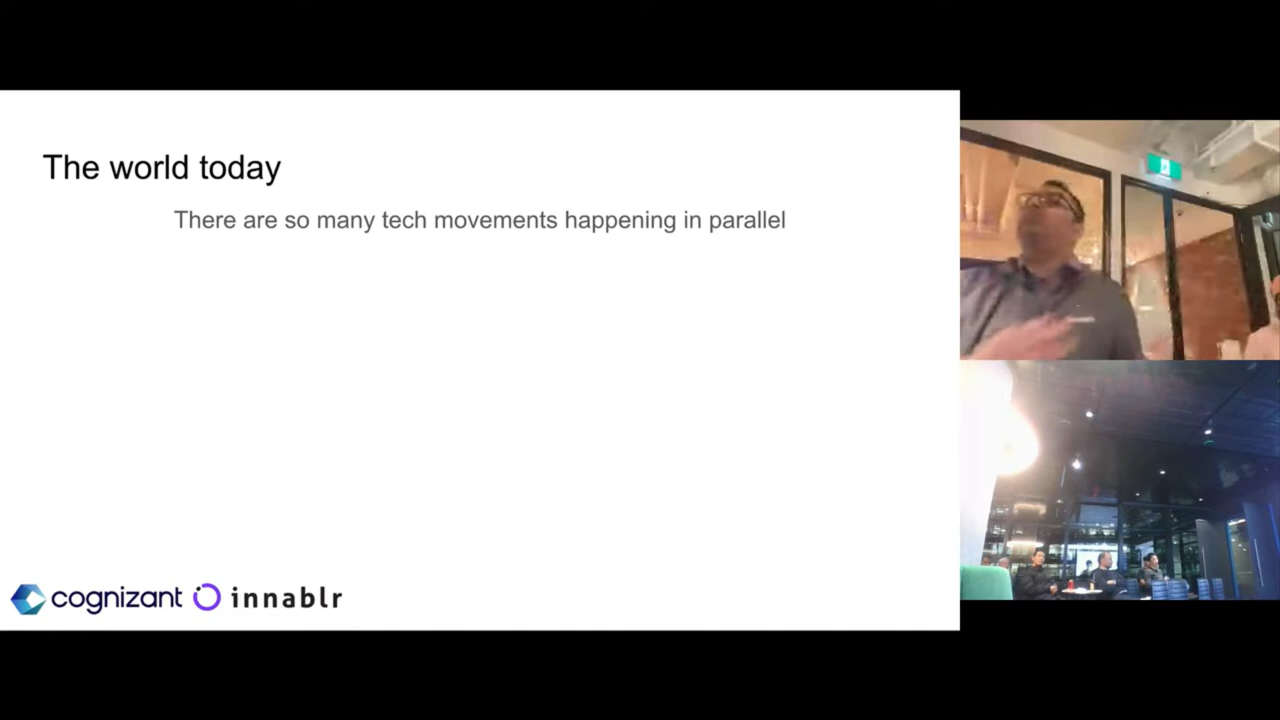 The world today
There are so many tech movements happening in parallel
cognizant innablr